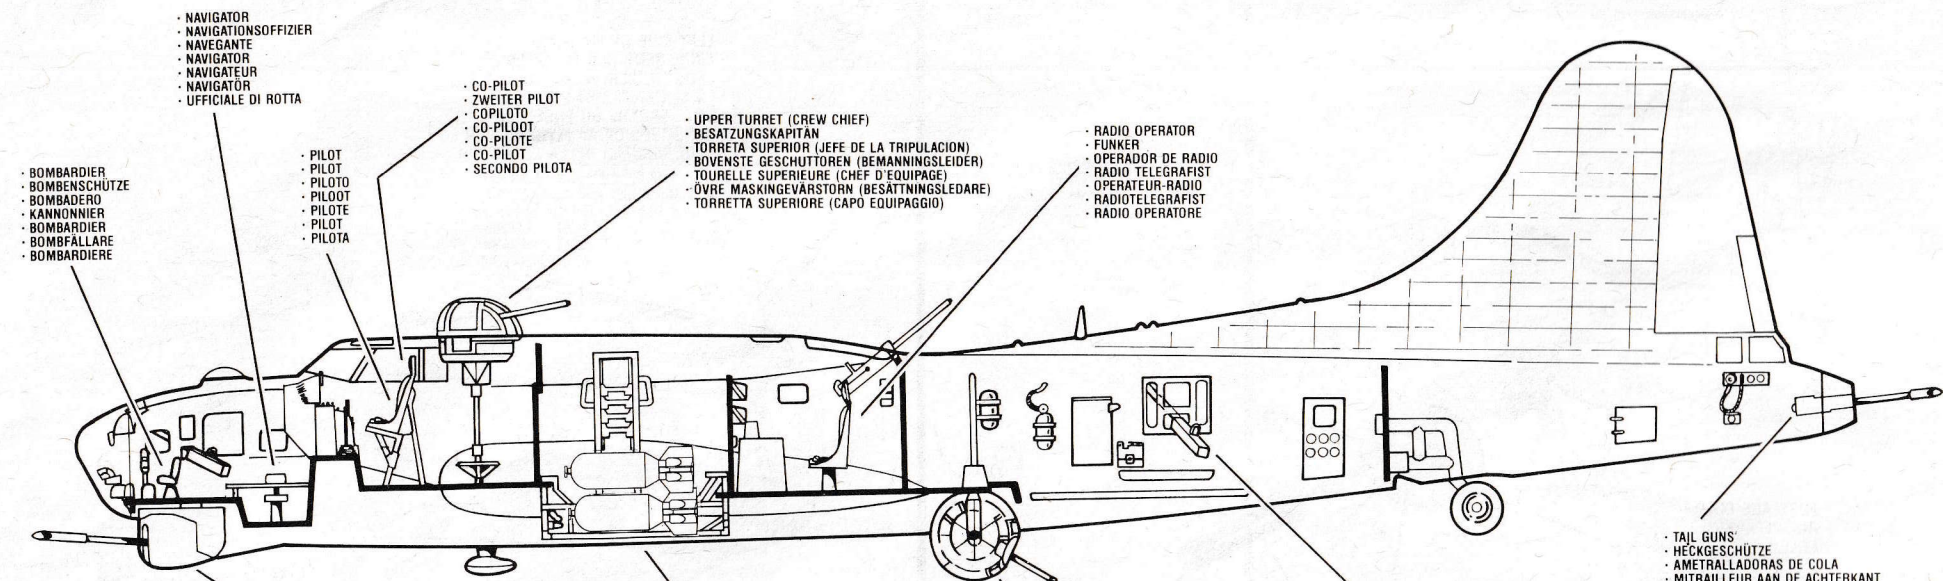 · NAVIGATOR
· NAVIGATIONSOFFIZIER
· NAVEGANTE
· NAVIGATOR
· NAVIGATEUR
· NAVIGATÖR
· UFFICIALE DI ROTTA
· CO-PILOT
· ZWEITER PILOT
· COPILOTO
· CO-PILOOT
· CO-PILOTE
· CO-PILOT
· SECONDO PILOTA
· UPPER TURRET (CREW CHIEF)
· BESATZUNGSKAPITÄN
· TORRETA SUPERIOR (JEFE DE LA TRIPULACION)
· BOVENSTE GESCHUTTOREN (BEMANNINGSLEIDER)
· TOURELLE SUPERIEURE (CHEF D'EQUIPAGE)
· ÖVRE MASKINGEVÄRSTORN (BESÄTTNINGSLEDARE)
· TORRETTA SUPERIORE (CAPO EQUIPAGGIO)
· RADIO OPERATOR
· FUNKER
· OPERADOR DE RADIO
· RADIO TELEGRAFIST
· OPERATEUR-RADIO
· RADIOTELEGRAFIST
· RADIO OPERATORE
· PILOT
· PILOT
· PILOTO
· PILOOT
· PILOTE
· PILOT
· PILOTA
· BOMBARDIER
· BOMBENSCHÜTZE
· BOMBADERO
· KANNONNIER
· BOMBARDIER
· BOMBFÄLLARE
· BOMBARDIERE
· TAIL GUNS
· HECKGESCHÜTZE
· AMETRALLADORAS DE COLA
· MITRAILLEUR AAN DE ACHTERKANT